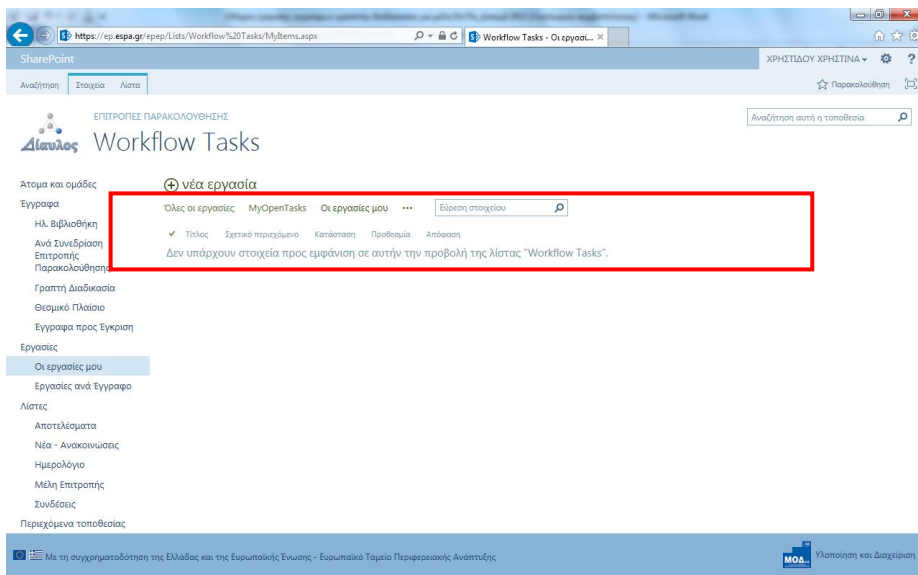 https://ep.espa.gr/epep/Lists/Workflow%20Tasks/MyItems.aspx
Workflow Tasks - Οι εργασί...
SharePoint
ΧΡΗΣΤΙΔΟΥ ΧΡΗΣΤΙΝΑ
?
Αναζήτηση Στοιχεία Λίστα
Παρακολούθηση
Δίαυλος
ΕΠΙΤΡΟΠΕΣ ΠΑΡΑΚΟΛΟΥΘΗΣΗΣ
Workflow Tasks
Αναζήτηση αυτή η τοποθεσία
Άτομα και ομάδες
Έγγραφα
Ηλ. Βιβλιοθήκη
Ανά Συνεδρίαση
Επιτροπής
Παρακολούθησης
Γραπτή Διαδικασία
Θεσμικό Πλαίσιο
Έγγραφα προς Έγκριση
Εργασίες
Οι εργασίες μου
Εργασίες ανά Έγγραφο
Λίστες
Αποτελέσματα
Νέα - Ανακοινώσεις
Ημερολόγιο
Μέλη Επιτροπής
Συνδέσεις
Περιεχόμενα τοποθεσίας
νέα εργασία
Όλες οι εργασίες MyOpenTasks Οι εργασίες μου ••• Εύρεση στοιχείου
✓ Τίτλος Σχετικό περιεχόμενο Κατάσταση Προθεσμία Απόφαση
Δεν υπάρχουν στοιχεία προς εμφάνιση σε αυτήν την προβολή της λίστας "Workflow Tasks".
Με τη συγχρηματοδότηση της Ελλάδας και της Ευρωπαϊκής Ένωσης - Ευρωπαϊκό Ταμείο Περιφερειακής Ανάπτυξης
ΜΟΔ
Υλοποίηση και Διαχείριση